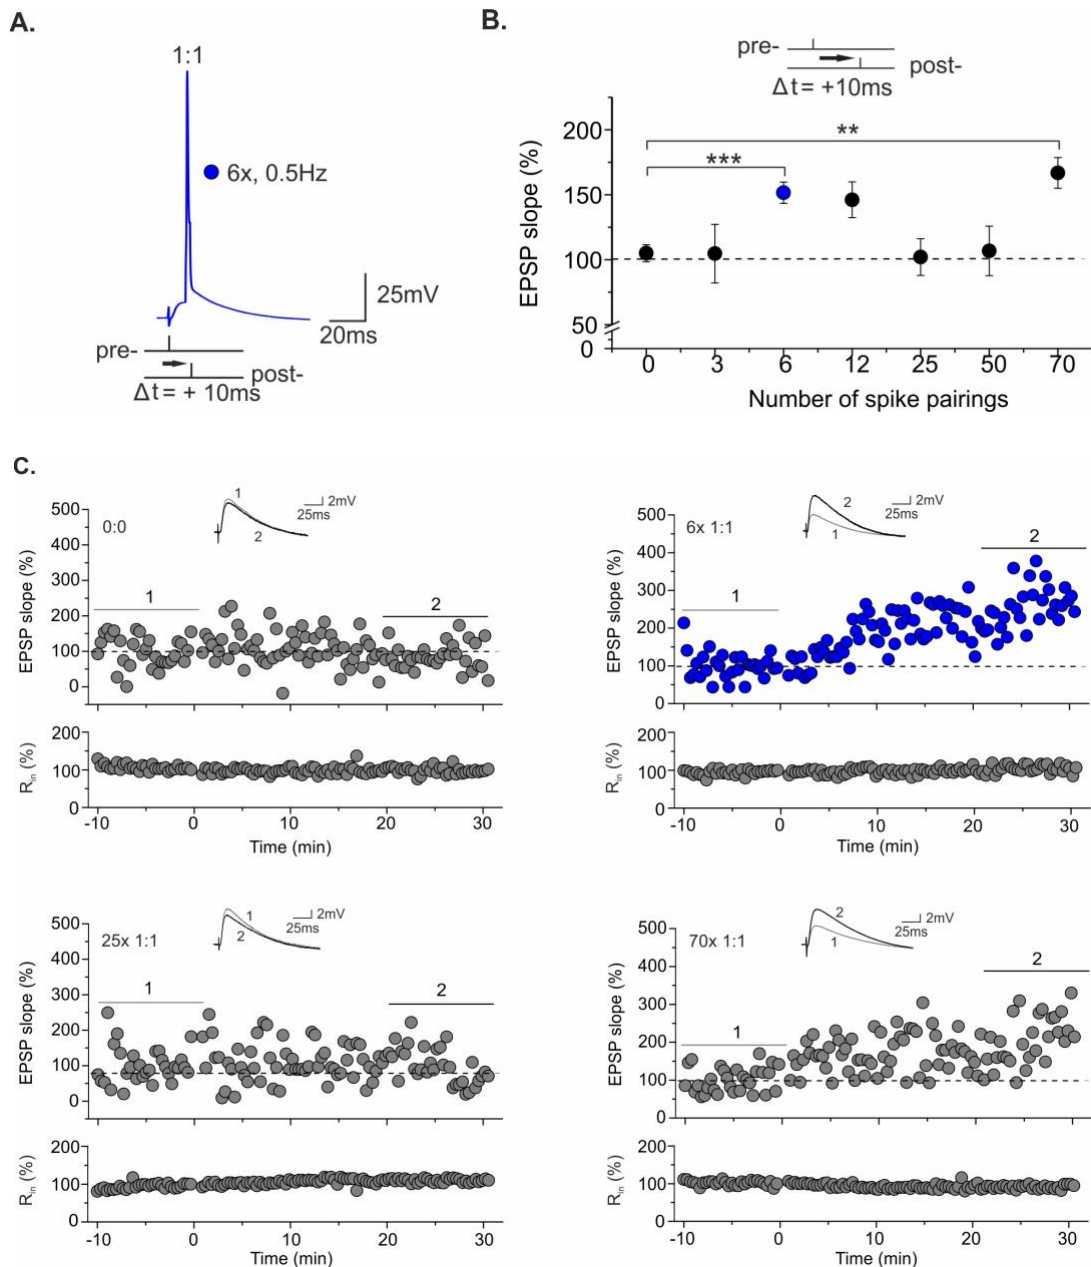 A.
1:1
6x, 0.5Hz
25mV
20ms
pre-
post-
Δt = + 10ms
B.
pre-
post-
Δt = +10ms
**
***
200
150
100
50
0
EPSP slope (%)
0 3 6 12 25 50 70
Number of spike pairings
C.
0:0
1
2
2mV
25ms
1
2
500
400
300
200
100
0
EPSP slope (%)
200
100
0
Rin (%)
-10 0 10 20 30
Time (min)
6x 1:1
2
1
2mV
25ms
1
2
500
400
300
200
100
0
EPSP slope (%)
200
100
0
Rin (%)
-10 0 10 20 30
Time (min)
25x 1:1
1
2
2mV
25ms
1
2
500
400
300
200
100
0
EPSP slope (%)
200
100
0
Rin (%)
-10 0 10 20 30
Time (min)
70x 1:1
2
1
2mV
25ms
1
2
500
400
300
200
100
0
EPSP slope (%)
200
100
0
Rin (%)
-10 0 10 20 30
Time (min)